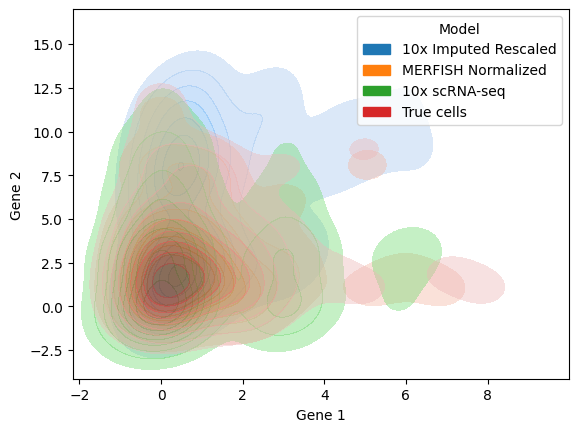 Model
10x Imputed Rescaled
MERFISH Normalized
10x scRNA-seq
True cells
15.0
12.5
10.0
7.5
5.0
2.5
0.0
−2.5
Gene 2
−2 0 2 4 6 8
Gene 1